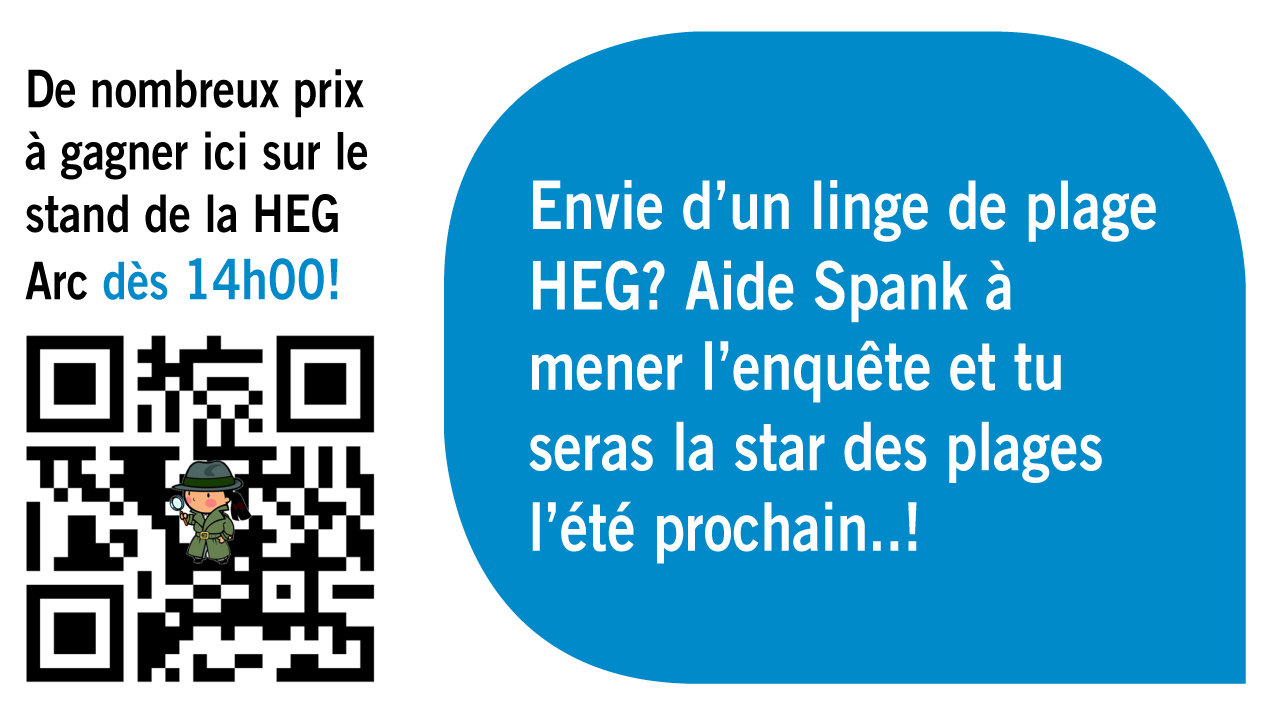 De nombreux prix
à gagner ici sur le
stand de la HEG
Arc dès 14h00!
Envie d’un linge de plage
HEG? Aide Spank à
mener l’enquête et tu
seras la star des plages
l’été prochain..!